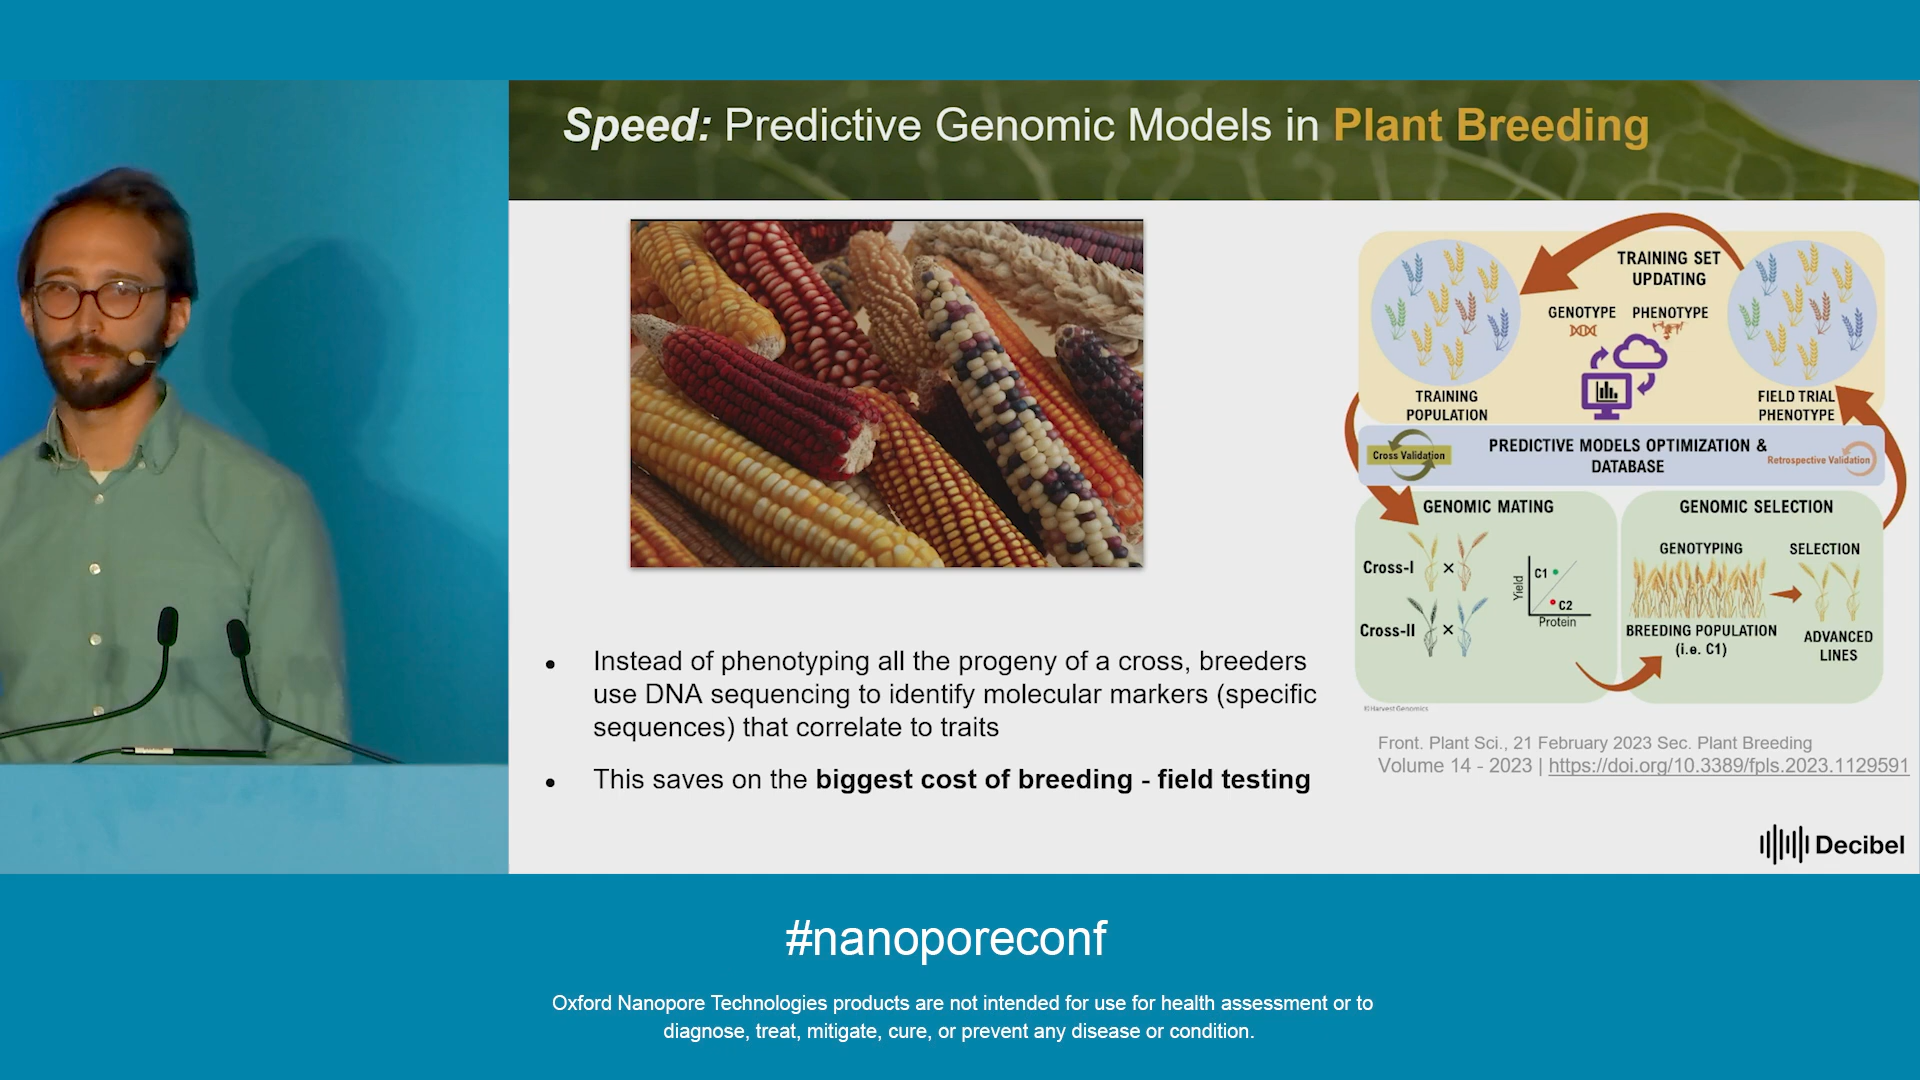 Speed: Predictive Genomic Models in Plant Breeding
TRAINING SET
UPDATING
GENOTYPE PHENOTYPE
TRAINING
POPULATION
FIELD TRIAL
PHENOTYPE
Cross Validation
PREDICTIVE MODELS OPTIMIZATION &
DATABASE
Retrospective Validation
GENOMIC MATING
Cross-I ×
Cross-II ×
Yield
C1
C2
Protein
GENOMIC SELECTION
GENOTYPING
SELECTION
BREEDING POPULATION
(i.e. C1)
ADVANCED
LINES
©Harvest Genomics
• Instead of phenotyping all the progeny of a cross, breeders
use DNA sequencing to identify molecular markers (specific
sequences) that correlate to traits
• This saves on the biggest cost of breeding - field testing
Front. Plant Sci., 21 February 2023 Sec. Plant Breeding
Volume 14 - 2023 | https://doi.org/10.3389/fpls.2023.1129591
Decibel
#nanoporeconf
Oxford Nanopore Technologies products are not intended for use for health assessment or to
diagnose, treat, mitigate, cure, or prevent any disease or condition.